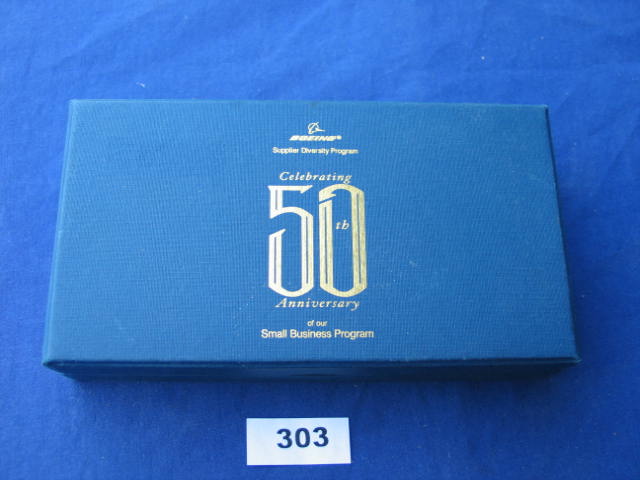 BOEING®
Supplier Diversity Program
Celebrating
50th
Anniversary
of our
Small Business Program
303